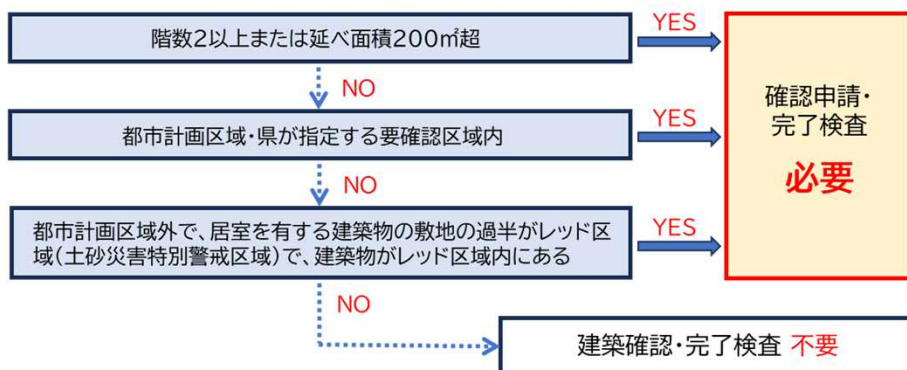 階数2以上または延べ面積200㎡超
YES
NO
都市計画区域・県が指定する要確認区域内
YES
NO
都市計画区域外で、居室を有する建築物の敷地の過半がレッド区
域(土砂災害特別警戒区域)で、建築物がレッド区域内にある
YES
NO
確認申請・
完了検査
必要
建築確認・完了検査 不要